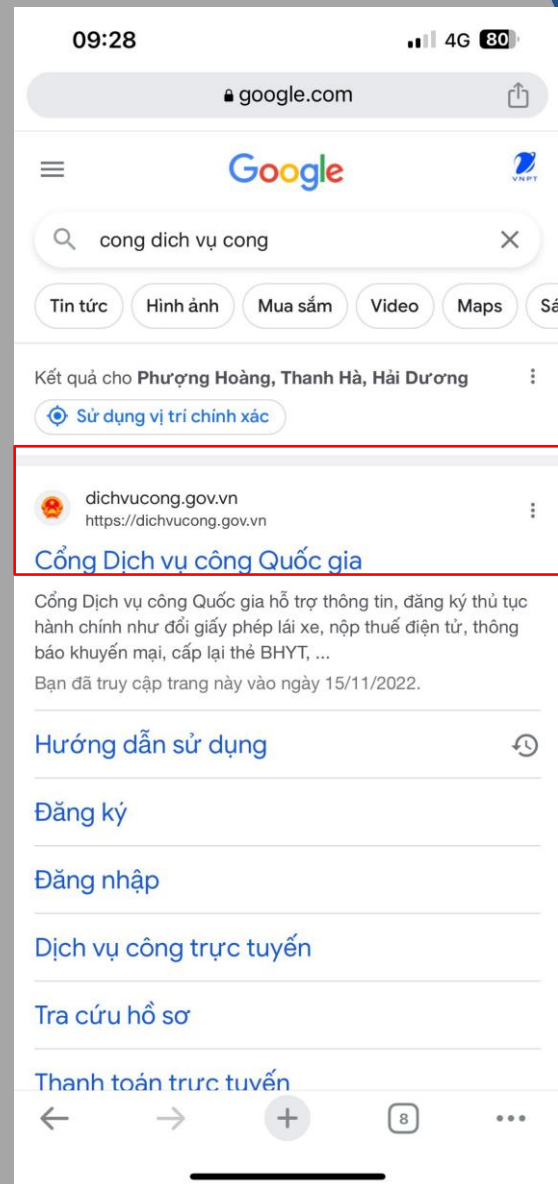 09:28
4G 80
google.com
Google
VNPT
cong dich vụ cong
Tin tức Hình ảnh Mua sắm Video Maps Sá
Kết quả cho Phượng Hoàng, Thanh Hà, Hải Dương
Sử dụng vị trí chính xác
dichvucong.gov.vn
https://dichvucong.gov.vn
Cổng Dịch vụ công Quốc gia
Cổng Dịch vụ công Quốc gia hỗ trợ thông tin, đăng ký thủ tục
hành chính như đổi giấy phép lái xe, nộp thuế điện tử, thông
báo khuyến mại, cấp lại thẻ BHYT, ...
Bạn đã truy cập trang này vào ngày 15/11/2022.
Hướng dẫn sử dụng
Đăng ký
Đăng nhập
Dịch vụ công trực tuyến
Tra cứu hồ sơ
Thanh toán trực tuyến
8